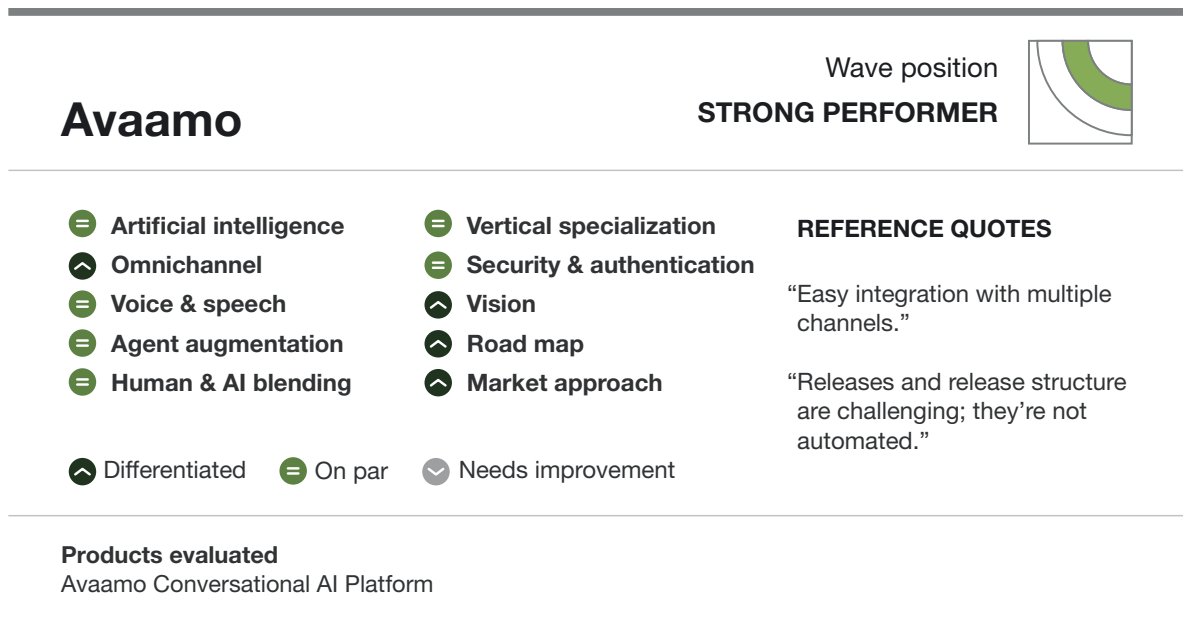 Wave position
STRONG PERFORMER
Avaamo
Artificial intelligence
Omnichannel
Voice & speech
Agent augmentation
Human & AI blending
Vertical specialization
Security & authentication
Vision
Road map
Market approach
REFERENCE QUOTES
“Easy integration with multiple
channels.”
“Releases and release structure
are challenging; they’re not
automated.”
Differentiated
On par
Needs improvement
Products evaluated
Avaamo Conversational AI Platform